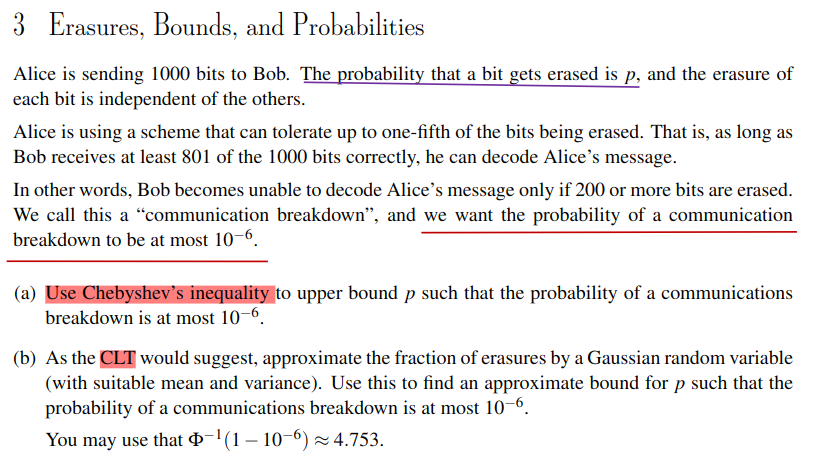 3 Erasures, Bounds, and Probabilities
Alice is sending 1000 bits to Bob. The probability that a bit gets erased is p, and the erasure of
each bit is independent of the others.
Alice is using a scheme that can tolerate up to one-fifth of the bits being erased. That is, as long as
Bob receives at least 801 of the 1000 bits correctly, he can decode Alice's message.
In other words, Bob becomes unable to decode Alice's message only if 200 or more bits are erased.
We call this a “communication breakdown”, and we want the probability of a communication
breakdown to be at most 10⁻⁶.
(a) Use Chebyshev's inequality to upper bound p such that the probability of a communications
breakdown is at most 10⁻⁶.
(b) As the CLT would suggest, approximate the fraction of erasures by a Gaussian random variable
(with suitable mean and variance). Use this to find an approximate bound for p such that the
probability of a communications breakdown is at most 10⁻⁶.
You may use that Φ⁻¹(1 − 10⁻⁶) ≈ 4.753.